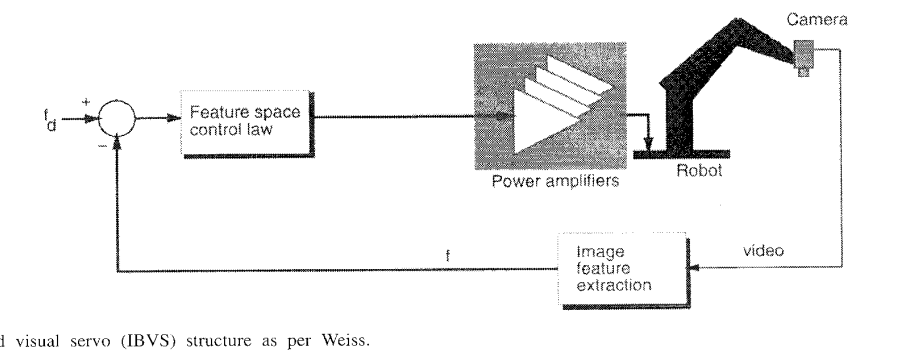 Camera
f
d
+
−
Feature space
control law
Power amplifiers
Robot
f
Image
feature
extraction
video
d visual servo (IBVS) structure as per Weiss.